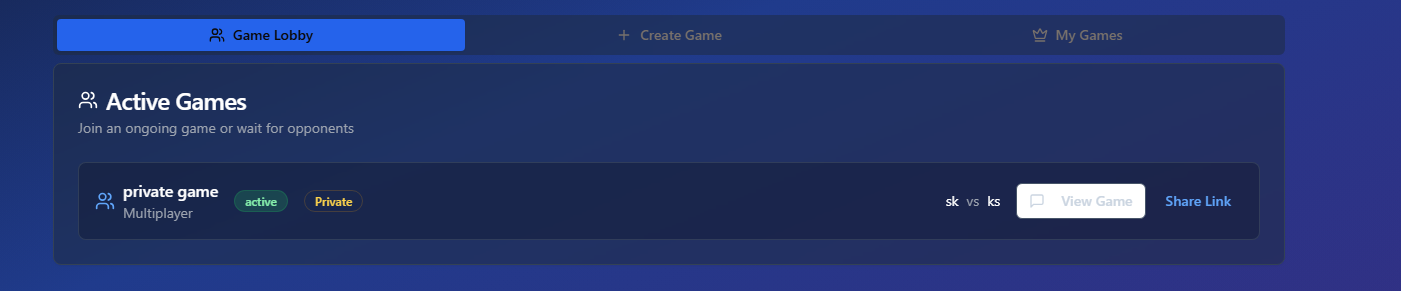 Game Lobby
Create Game
My Games
Active Games
Join an ongoing game or wait for opponents
private game
Multiplayer
active
Private
sk vs ks
View Game
Share Link